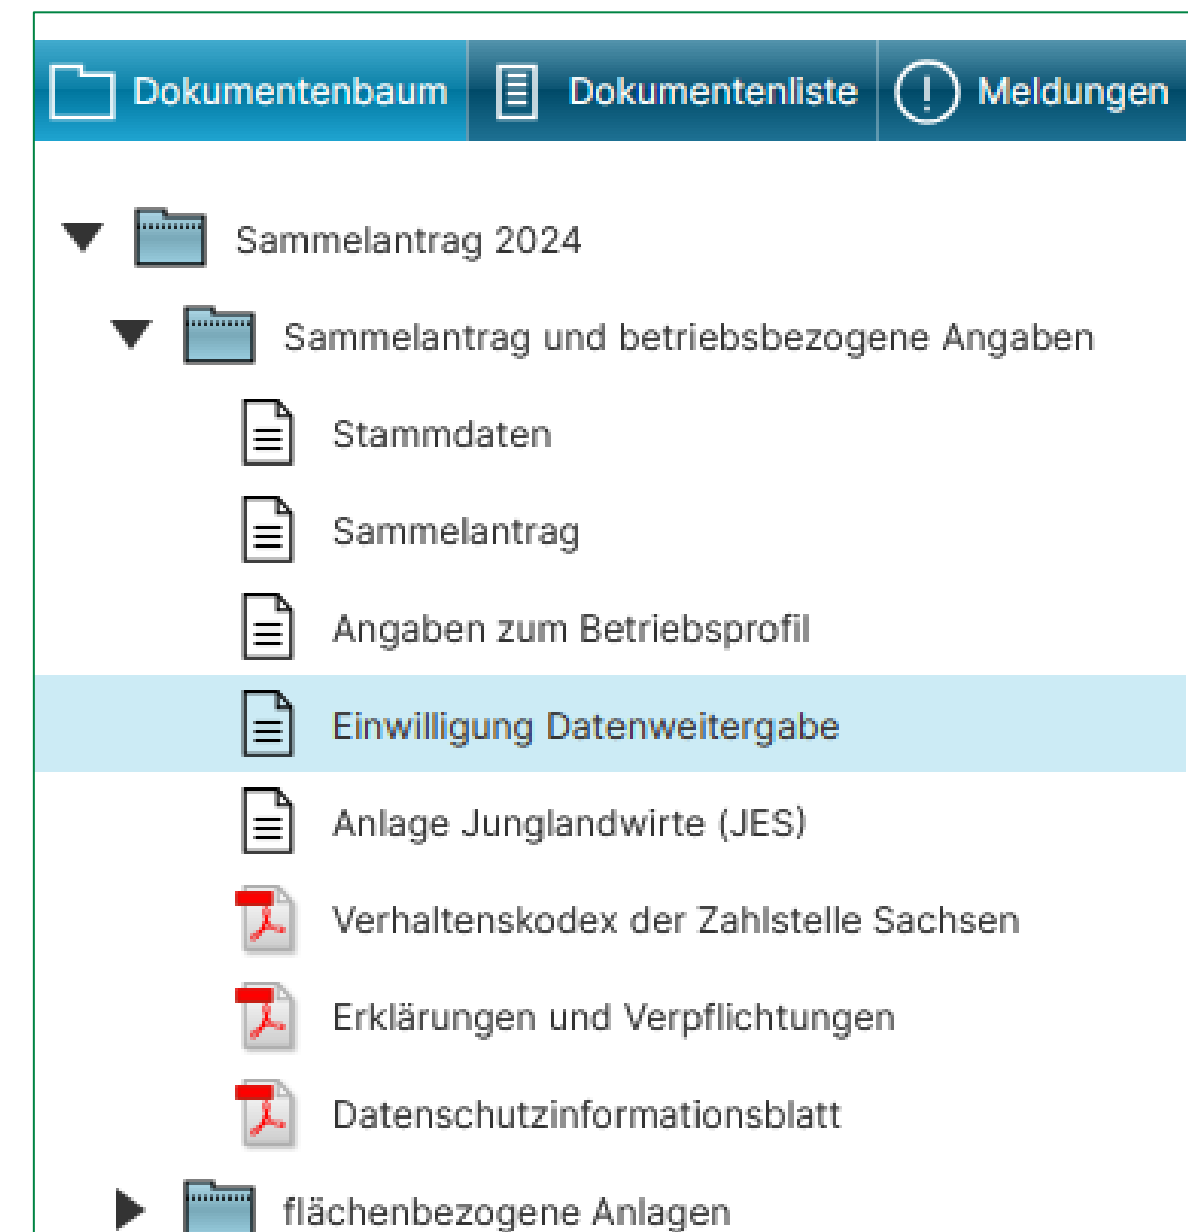 Dokumentenbaum Dokumentenliste Meldungen
Sammelantrag 2024
Sammelantrag und betriebsbezogene Angaben
Stammdaten
Sammelantrag
Angaben zum Betriebsprofil
Einwilligung Datenweitergabe
Anlage Junglandwirte (JES)
Verhaltenskodex der Zahlstelle Sachsen
Erklärungen und Verpflichtungen
Datenschutzinformationsblatt
flächenbezogene Anlagen